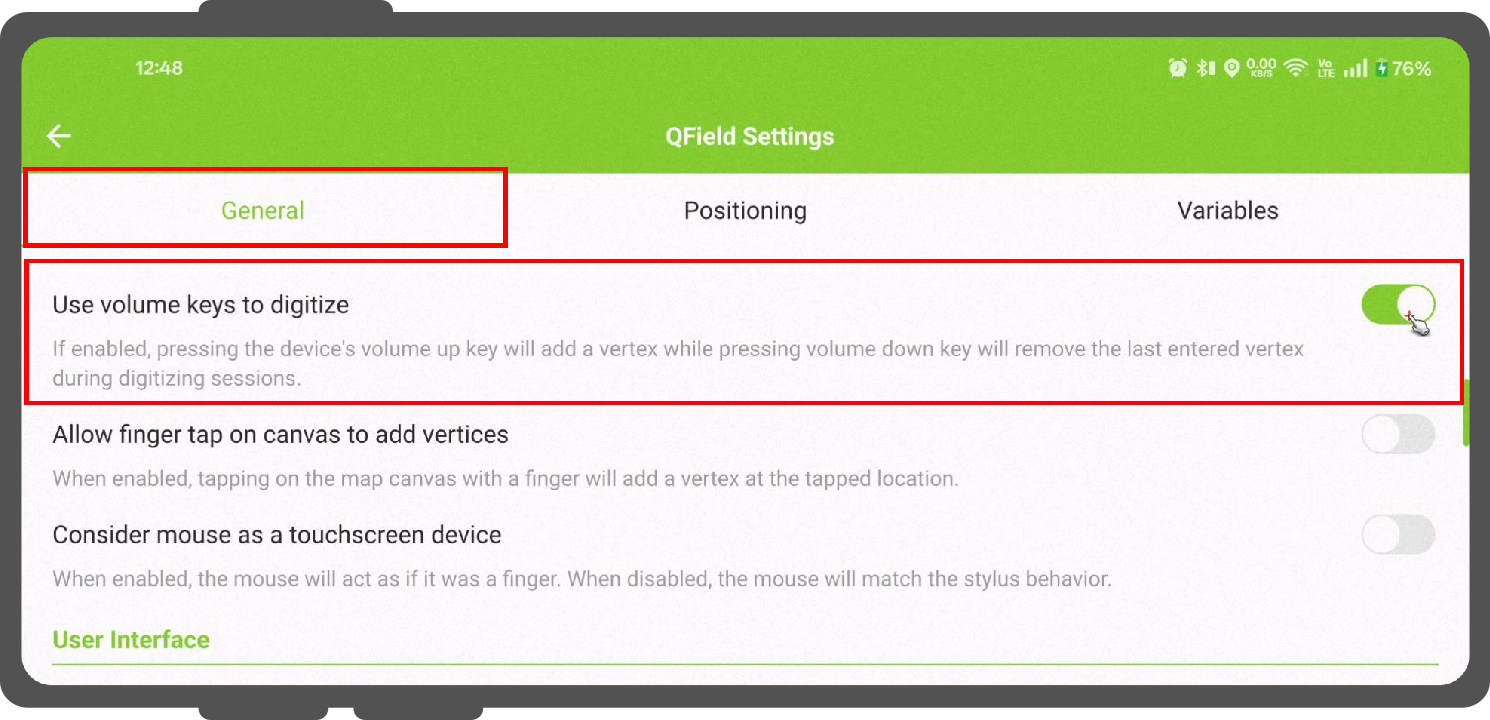 12:48
0.00
KB/S
Vo
LTE
76%
QField Settings
General
Positioning
Variables
Use volume keys to digitize
If enabled, pressing the device's volume up key will add a vertex while pressing volume down key will remove the last entered vertex
during digitizing sessions.
Allow finger tap on canvas to add vertices
When enabled, tapping on the map canvas with a finger will add a vertex at the tapped location.
Consider mouse as a touchscreen device
When enabled, the mouse will act as if it was a finger. When disabled, the mouse will match the stylus behavior.
User Interface